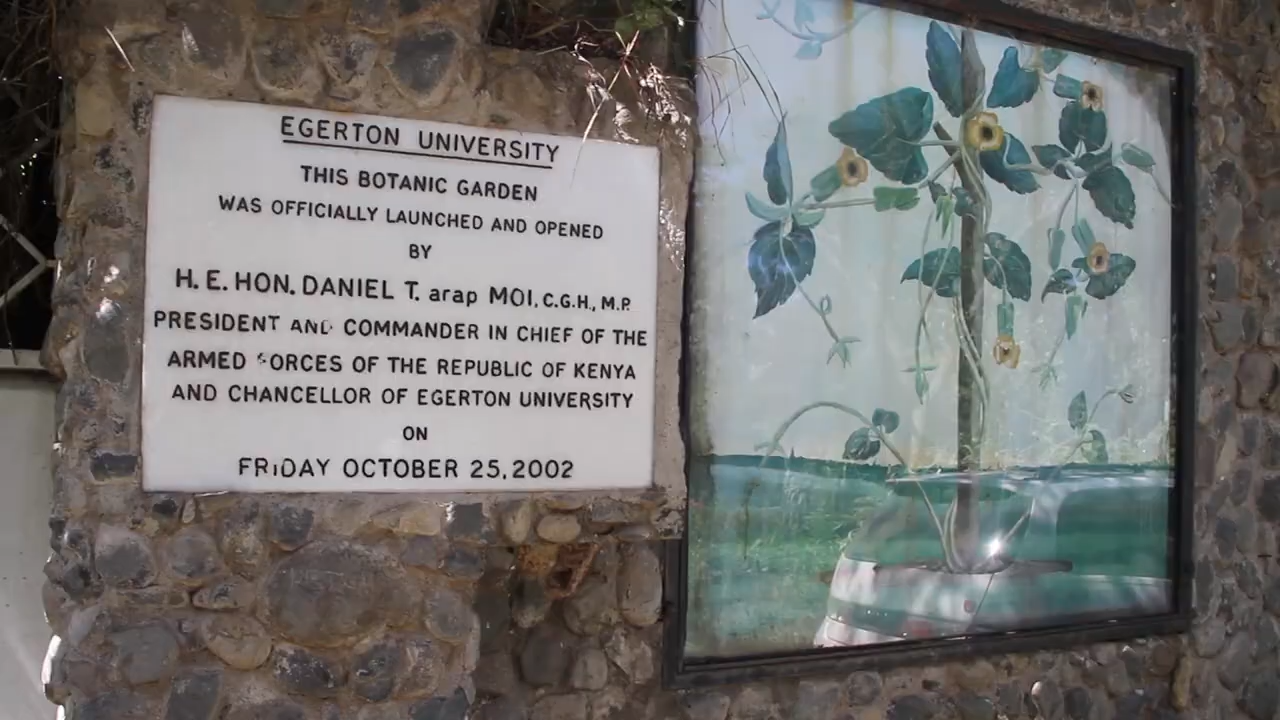 EGERTON UNIVERSITY
THIS BOTANIC GARDEN
WAS OFFICIALLY LAUNCHED AND OPENED
BY
H. E. HON. DANIEL T. arap MOI, C.G.H., M.P.
PRESIDENT AND COMMANDER IN CHIEF OF THE
ARMED FORCES OF THE REPUBLIC OF KENYA
AND CHANCELLOR OF EGERTON UNIVERSITY
ON
FRIDAY OCTOBER 25, 2002